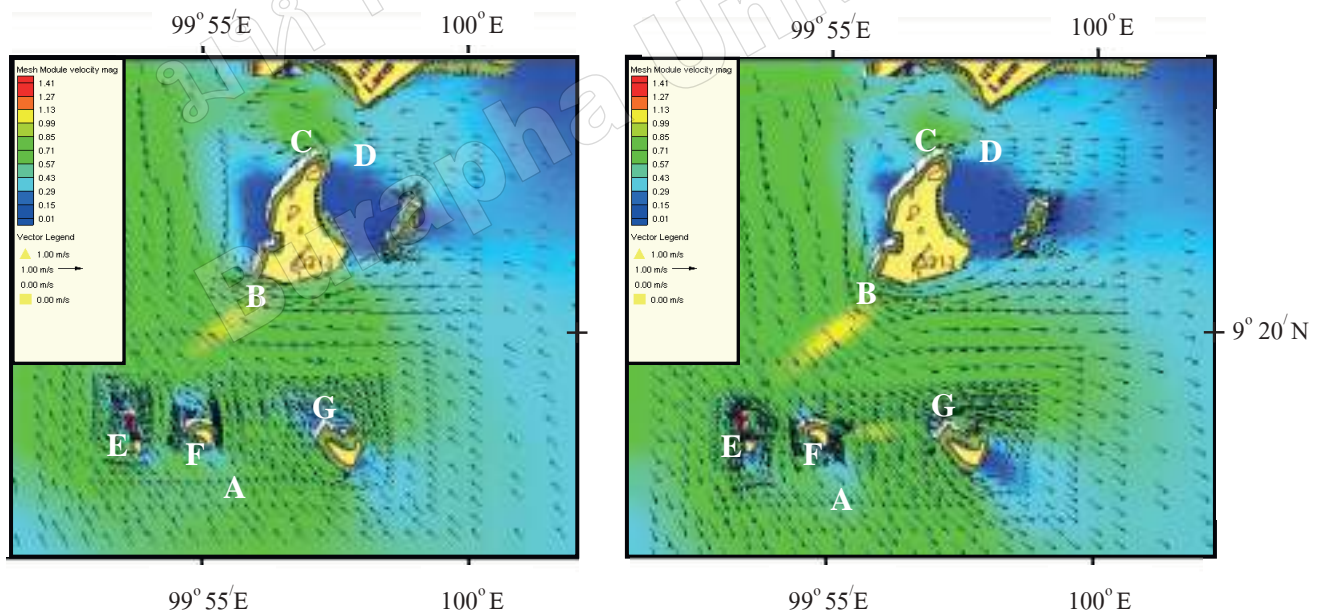 99° 55′E 100° E
Mesh Module velocity mag
1.41
1.27
1.13
0.99
0.85
0.71
0.57
0.43
0.29
0.15
0.01
Vector Legend
1.00 m/s
1.00 m/s
0.00 m/s
0.00 m/s
C
D
B
E
F
G
A
99° 55′E 100° E
99° 55′E 100° E
Mesh Module velocity mag
1.41
1.27
1.13
0.99
0.85
0.71
0.57
0.43
0.29
0.15
0.01
Vector Legend
1.00 m/s
1.00 m/s
0.00 m/s
0.00 m/s
C
D
B
E
F
G
A
9° 20′ N
99° 55′E 100° E
Burapha Uni